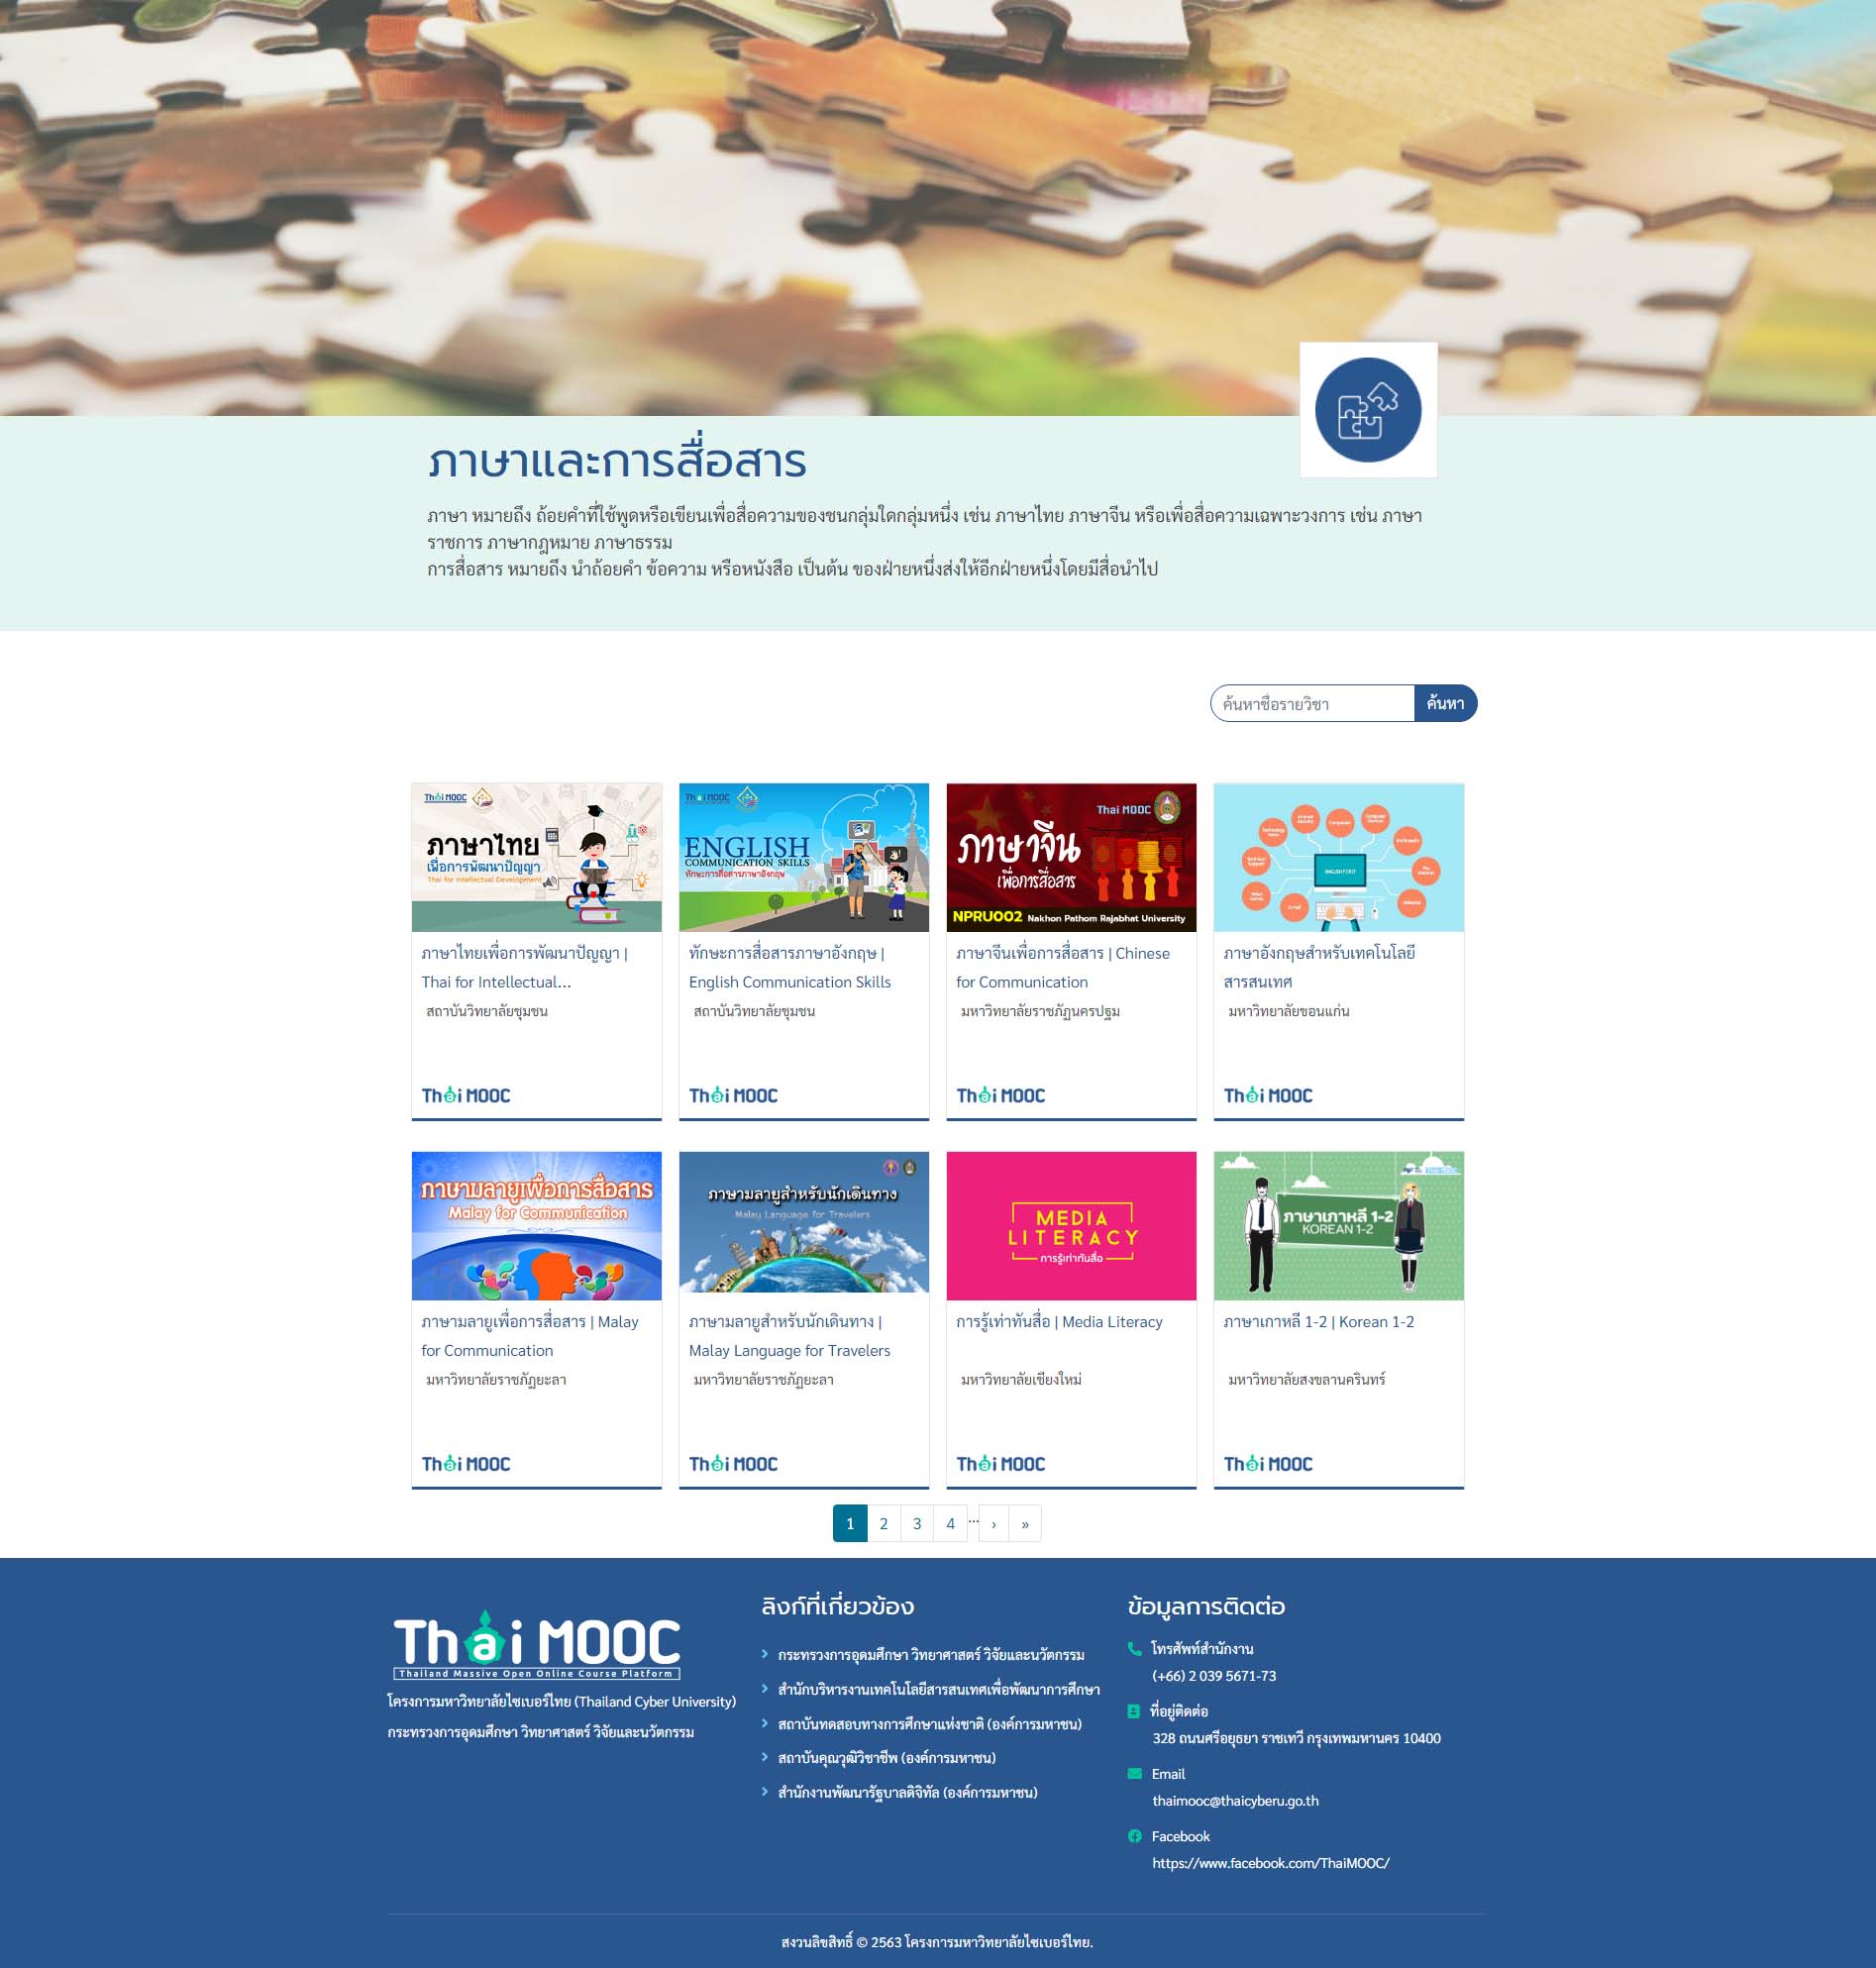 ภาษาและการสื่อสาร
ภาษา หมายถึง ถ้อยคำที่ใช้พูดหรือเขียนเพื่อสื่อความของชนกลุ่มใดกลุ่มหนึ่ง เช่น ภาษาไทย ภาษาจีน หรือเพื่อสื่อความเฉพาะวงการ เช่น ภาษา
ราชการ ภาษากฎหมาย ภาษาธรรม
การสื่อสาร หมายถึง นำถ้อยคำ ข้อความ หรือหนังสือ เป็นต้น ของฝ่ายหนึ่งส่งให้อีกฝ่ายหนึ่งโดยมีสื่อนำไป
ค้นหาชื่อรายวิชา
ค้นหา
Thai MOOC
ภาษาไทย
เพื่อการพัฒนาปัญญา
Thai for Intellectual Development
ภาษาไทยเพื่อการพัฒนาปัญญา |
Thai for Intellectual...
สถาบันวิทยาลัยชุมชน
Thai MOOC
Thai MOOC
ENGLISH
COMMUNICATION SKILLS
ทักษะการสื่อสารภาษาอังกฤษ
ทักษะการสื่อสารภาษาอังกฤษ |
English Communication Skills
สถาบันวิทยาลัยชุมชน
Thai MOOC
Thai MOOC
ภาษาจีน
เพื่อการสื่อสาร
NPRU002 Nakhon Pathom Rajabhat University
ภาษาจีนเพื่อการสื่อสาร | Chinese
for Communication
มหาวิทยาลัยราชภัฏนครปฐม
Thai MOOC
ENGLISH FOR IT
ภาษาอังกฤษสำหรับเทคโนโลยี
สารสนเทศ
มหาวิทยาลัยขอนแก่น
Thai MOOC
ภาษามลายูเพื่อการสื่อสาร
Malay for Communication
ภาษามลายูเพื่อการสื่อสาร | Malay
for Communication
มหาวิทยาลัยราชภัฏยะลา
Thai MOOC
ภาษามลายูสำหรับนักเดินทาง
Malay Language for Travelers
ภาษามลายูสำหรับนักเดินทาง |
Malay Language for Travelers
มหาวิทยาลัยราชภัฏยะลา
Thai MOOC
MEDIA
LITERACY
การรู้เท่าทันสื่อ
การรู้เท่าทันสื่อ | Media Literacy
มหาวิทยาลัยเชียงใหม่
Thai MOOC
ภาษาเกาหลี 1-2
KOREAN 1-2
ภาษาเกาหลี 1-2 | Korean 1-2
มหาวิทยาลัยสงขลานครินทร์
Thai MOOC
1 2 3 4 ... › »
Thai MOOC
Thailand Massive Open Online Course Platform
โครงการมหาวิทยาลัยไซเบอร์ไทย (Thailand Cyber University)
กระทรวงการอุดมศึกษา วิทยาศาสตร์ วิจัยและนวัตกรรม
ลิงก์ที่เกี่ยวข้อง
กระทรวงการอุดมศึกษา วิทยาศาสตร์ วิจัยและนวัตกรรม
สำนักบริหารงานเทคโนโลยีสารสนเทศเพื่อพัฒนาการศึกษา
สถาบันทดสอบทางการศึกษาแห่งชาติ (องค์การมหาชน)
สถาบันคุณวุฒิวิชาชีพ (องค์การมหาชน)
สำนักงานพัฒนารัฐบาลดิจิทัล (องค์การมหาชน)
ข้อมูลการติดต่อ
โทรศัพท์สำนักงาน
(+66) 2 039 5671-73
ที่อยู่ติดต่อ
328 ถนนศรีอยุธยา ราชเทวี กรุงเทพมหานคร 10400
Email
thaimooc@thaicyberu.go.th
Facebook
https://www.facebook.com/ThaiMOOC/
สงวนลิขสิทธิ์ © 2563 โครงการมหาวิทยาลัยไซเบอร์ไทย.